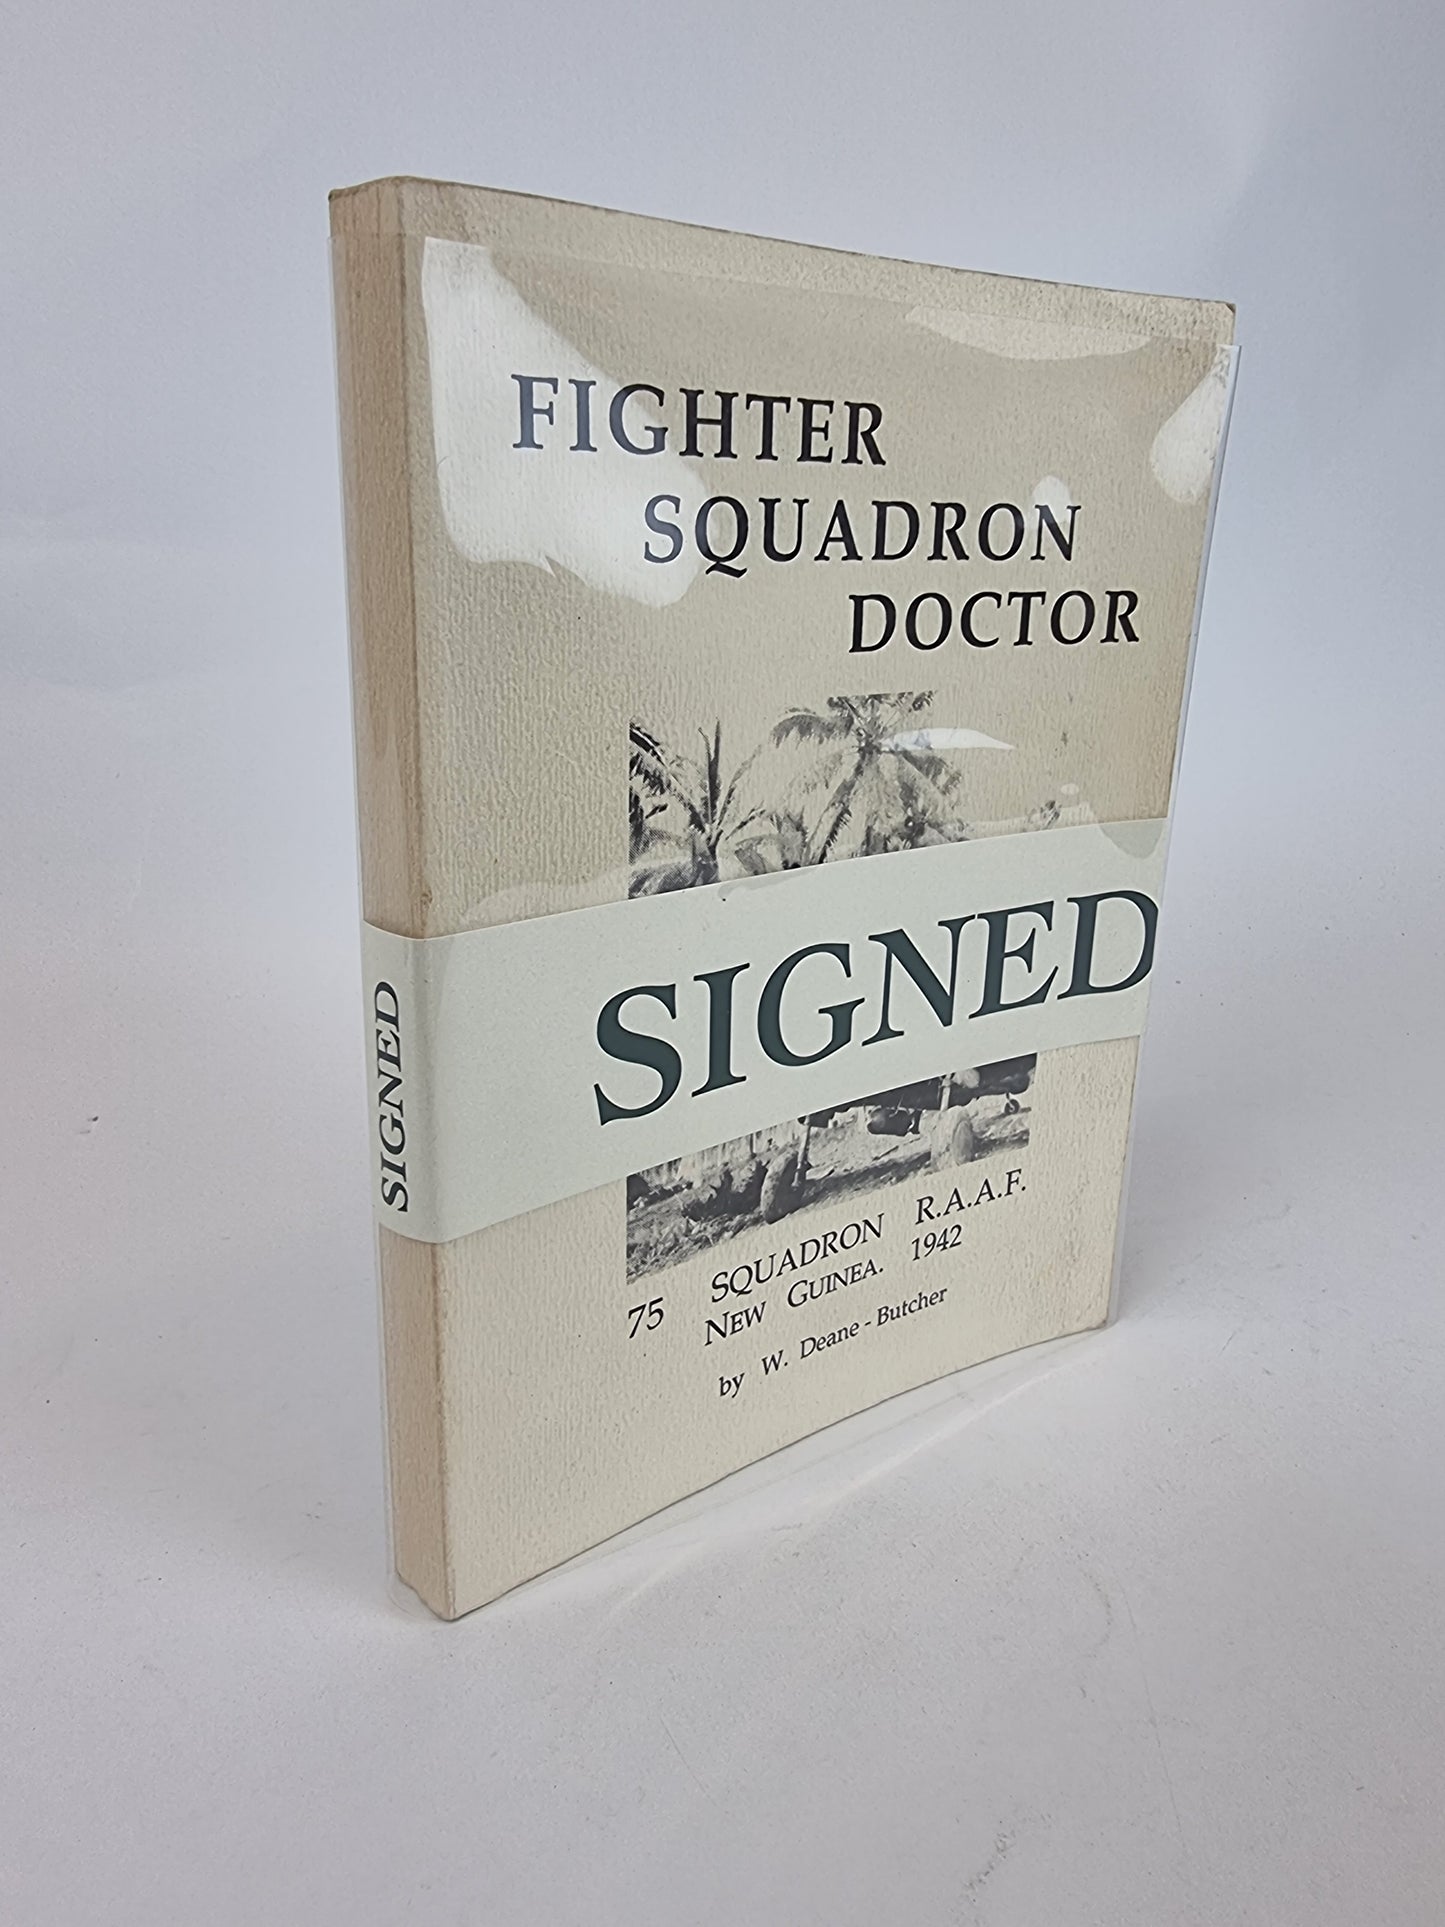 FIGHTER
SQUADRON
DOCTOR
SIGNED
SIGNED
75 SQUADRON R.A.A.F.
NEW GUINEA. 1942
by W. Deane - Butcher